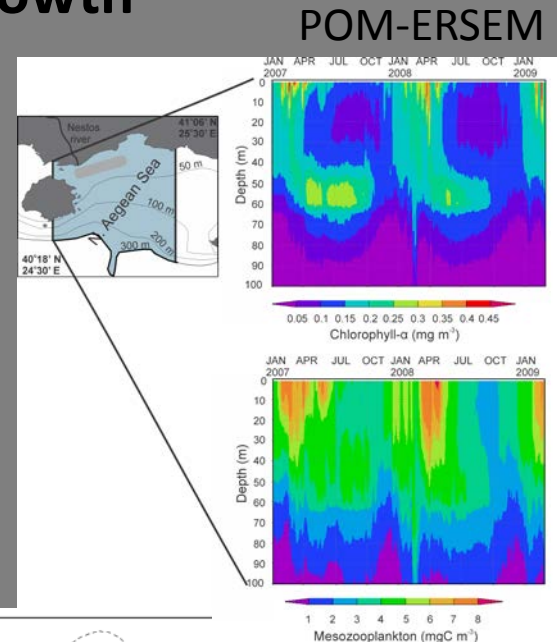 owth
POM-ERSEM
Nestos
river
41°06' N
25°30' E
50 m
N. Aegean Sea
100 m
200 m
300 m
40°18' N
24°30' E
JAN APR JUL OCT JAN APR JUL OCT JAN
2007 2008 2009
0
10
20
30
40
50
60
70
80
90
100
Depth (m)
0.05 0.1 0.15 0.2 0.25 0.3 0.35 0.4 0.45
Chlorophyll-α (mg m⁻³)
JAN APR JUL OCT JAN APR JUL OCT JAN
2007 2008 2009
0
10
20
30
40
50
60
70
80
90
100
Depth (m)
1 2 3 4 5 6 7 8
Mesozooplankton (mgC m⁻³)